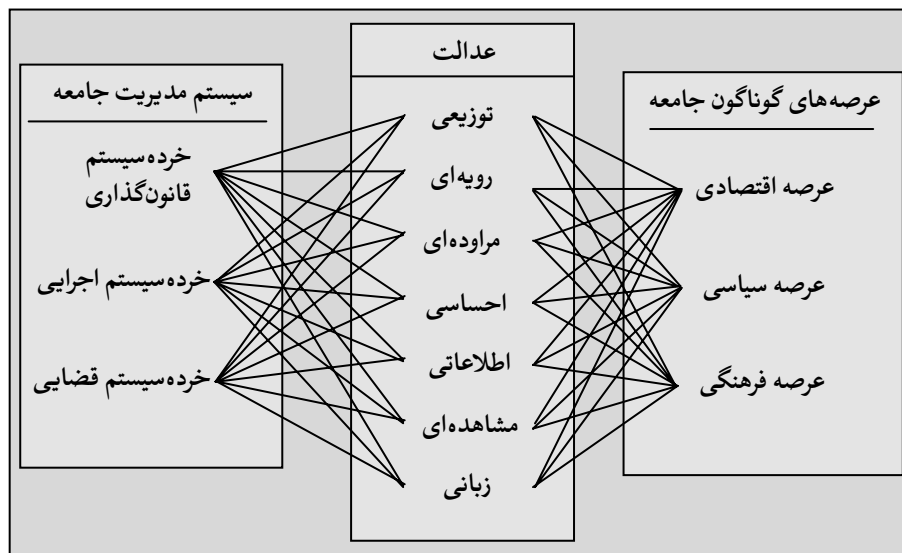 عرصه‌های گوناگون جامعه
عرصه اقتصادی
عرصه سیاسی
عرصه فرهنگی
عدالت
توزیعی
رویه‌ای
مراوده‌ای
احساسی
اطلاعاتی
مشاهده‌ای
زبانی
سیستم مدیریت جامعه
خرده‌سیستم
قانون‌گذاری
خرده‌سیستم اجرایی
خرده‌سیستم قضایی